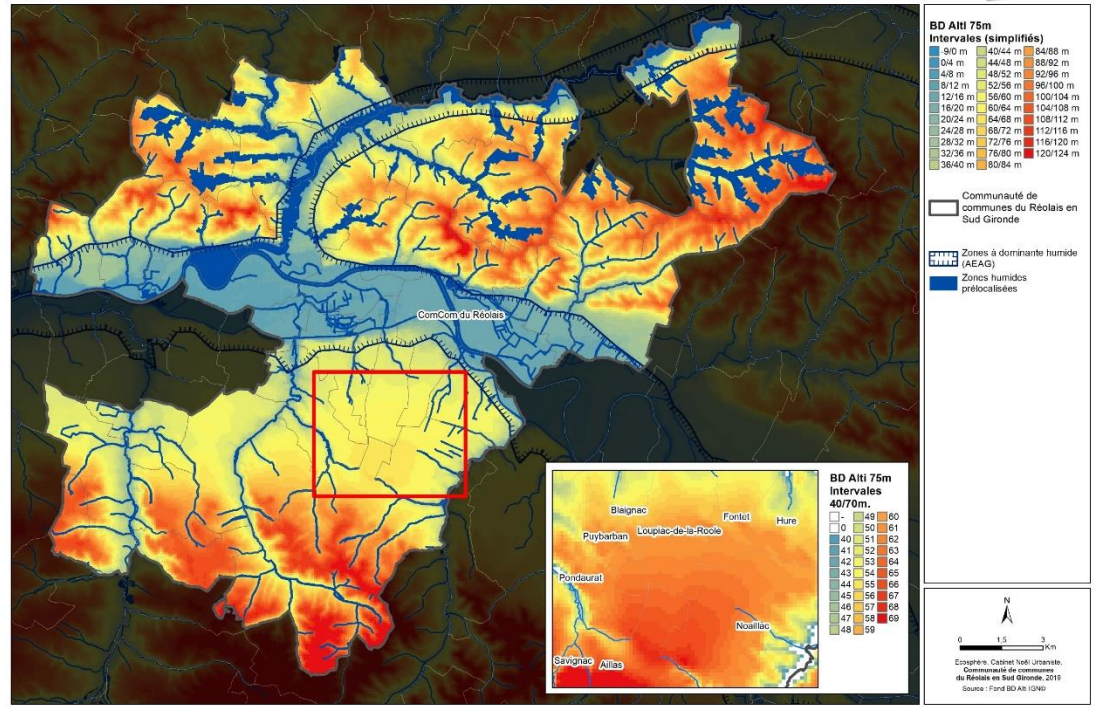 ComCom du Réolais
BD Alti 75m
Intervales (simplifiés)
-9/0 m
0/4 m
4/8 m
8/12 m
12/16 m
16/20 m
20/24 m
24/28 m
28/32 m
32/36 m
36/40 m
40/44 m
44/48 m
48/52 m
52/56 m
56/60 m
60/64 m
64/68 m
68/72 m
72/76 m
76/80 m
80/84 m
84/88 m
88/92 m
92/96 m
96/100 m
100/104 m
104/108 m
108/112 m
112/116 m
116/120 m
120/124 m
Communauté de
communes du Réolais en
Sud Gironde
Zones à dominante humide
(AEAG)
Zones humides
prélocalisées
Blaignac
Fontet
Hure
Puybarban
Loupiac-de-la-Roole
Pondaurat
Noaillac
Savignac
Aillas
BD Alti 75m
Intervales
40/70m.
-
0
40
41
42
43
44
45
46
47
48
49
50
51
52
53
54
55
56
57
58
59
60
61
62
63
64
65
66
67
68
69
N
0 1,5 3
Km
Ecosphère, Cabinet Noël Urbaniste,
Communauté de communes
du Réolais en Sud Gironde, 2019
Source : Fond BD Alti IGN©